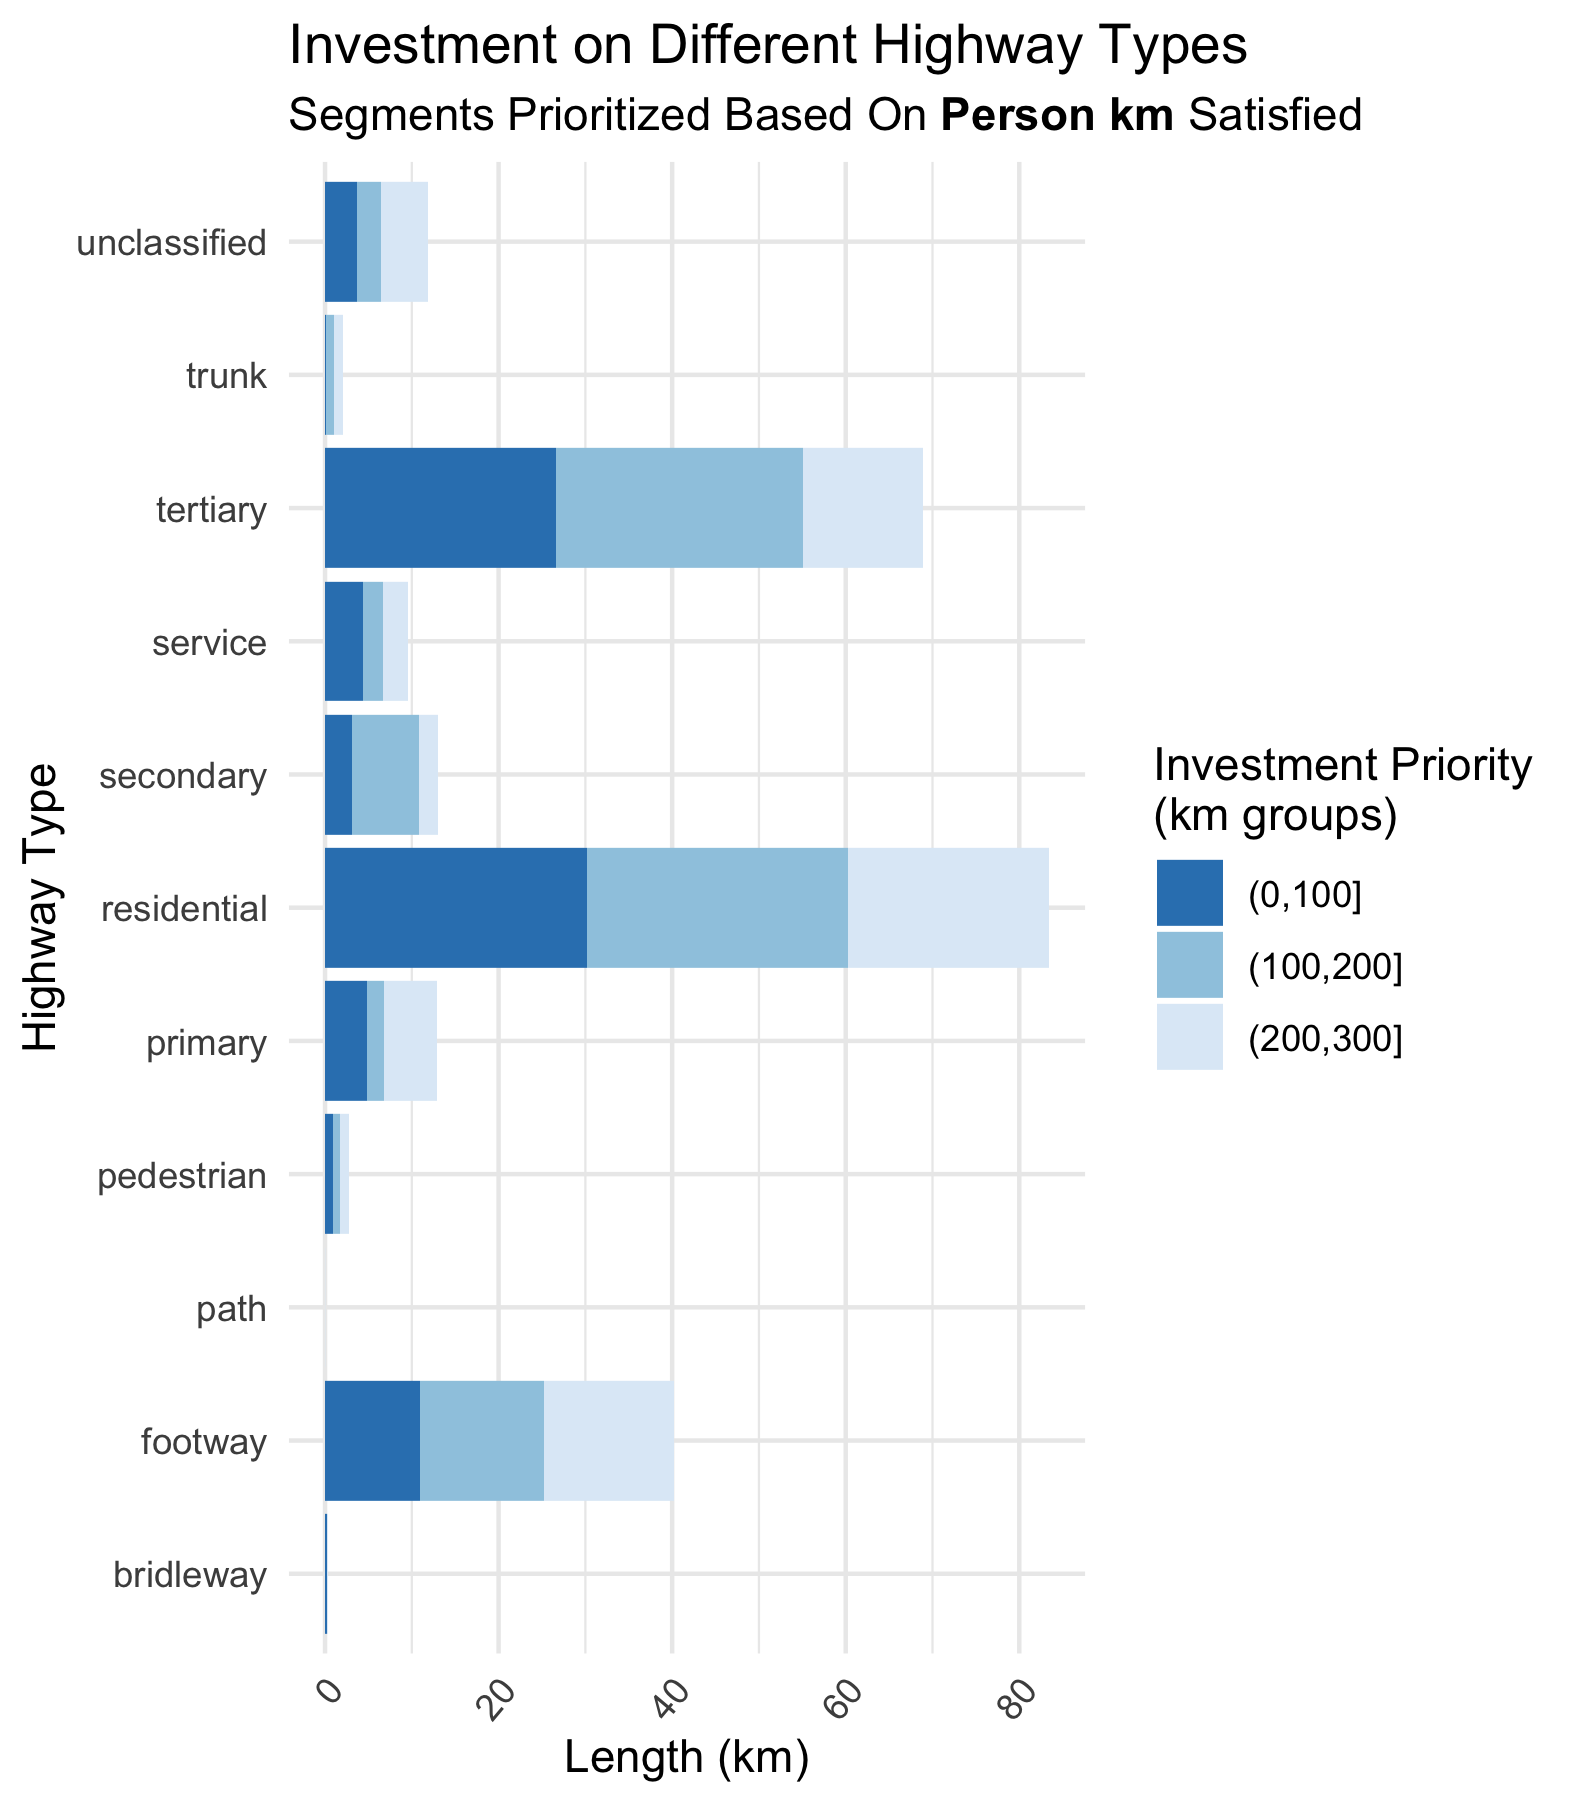 Investment on Different Highway Types
Segments Prioritized Based On Person km Satisfied
Highway Type
unclassified
trunk
tertiary
service
secondary
residential
primary
pedestrian
path
footway
bridleway
0
20
40
60
80
Length (km)
Investment Priority
(km groups)
(0,100]
(100,200]
(200,300]